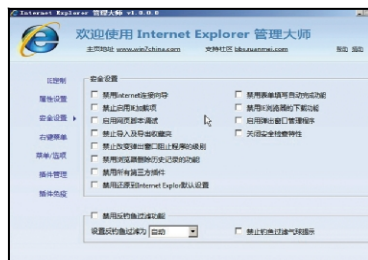 Internet Explorer 管理大师 v1.0.0.0
欢迎使用 Internet Explorer 管理大师
主页地址 www.win7china.com 支持社区 bbs.ruanmei.com 帮助 退出
IE控制
属性设置
安全设置
右键菜单
菜单/选项
插件管理
插件免疫
安全设置
禁用Internet连接向导
禁用表单填写自动完成功能
禁止启用IE加载项
禁用IE浏览器的下载功能
启用网页脚本调试
启用弹出窗口管理程序
禁止导入及导出收藏夹
关闭安全检查特性
禁止改变弹出窗口阻止程序的级别
禁用浏览器删除历史记录的功能
禁用所有第三方插件
禁用还原到Internet Explor默认设置
禁用反钓鱼过滤功能
设置反钓鱼过滤为 自动
禁止钓鱼过滤气球提示